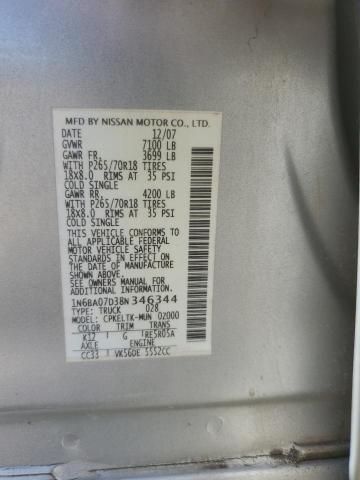 MFD BY NISSAN MOTOR CO., LTD.
DATE 12/07
GVWR 7100 LB
GAWR FR. 3699 LB
WITH P265/70R18 TIRES
18X8.0 RIMS AT 35 PSI
COLD SINGLE
GAWR RR. 4200 LB
WITH P265/70R18 TIRES
18X8.0 RIMS AT 35 PSI
COLD SINGLE
THIS VEHICLE CONFORMS TO
ALL APPLICABLE FEDERAL
MOTOR VEHICLE SAFETY
STANDARDS IN EFFECT ON
THE DATE OF MANUFACTURE
SHOWN ABOVE.
SEE OWNERS MANUAL
1N6BA07D38N346344
TYPE: TRUCK 028
MODEL: CPKELTK-MUN 02000
COLOR TRIM TRANS
K12 G RE5R05A
AXLE ENGINE
CC33 VK56DE 5552CC